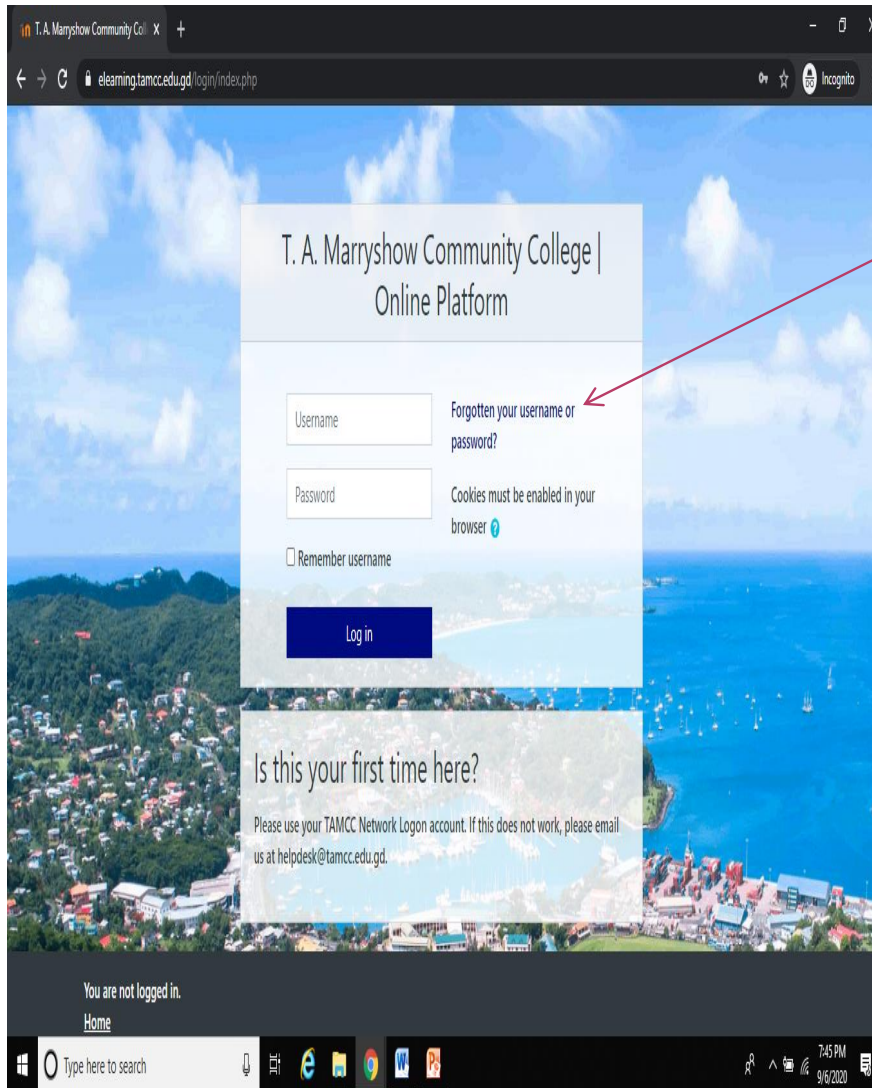 T. A. Marryshow Community Col
elearning.tamcc.edu.gd/login/index.php
Incognito
T. A. Marryshow Community College |
Online Platform
Username
Forgotten your username or
password?
Password
Cookies must be enabled in your
browser ?
Remember username
Log in
Is this your first time here?
Please use your TAMCC Network Logon account. If this does not work, please email
us at helpdesk@tamcc.edu.gd.
You are not logged in.
Home
Type here to search
7:45 PM
9/6/2020